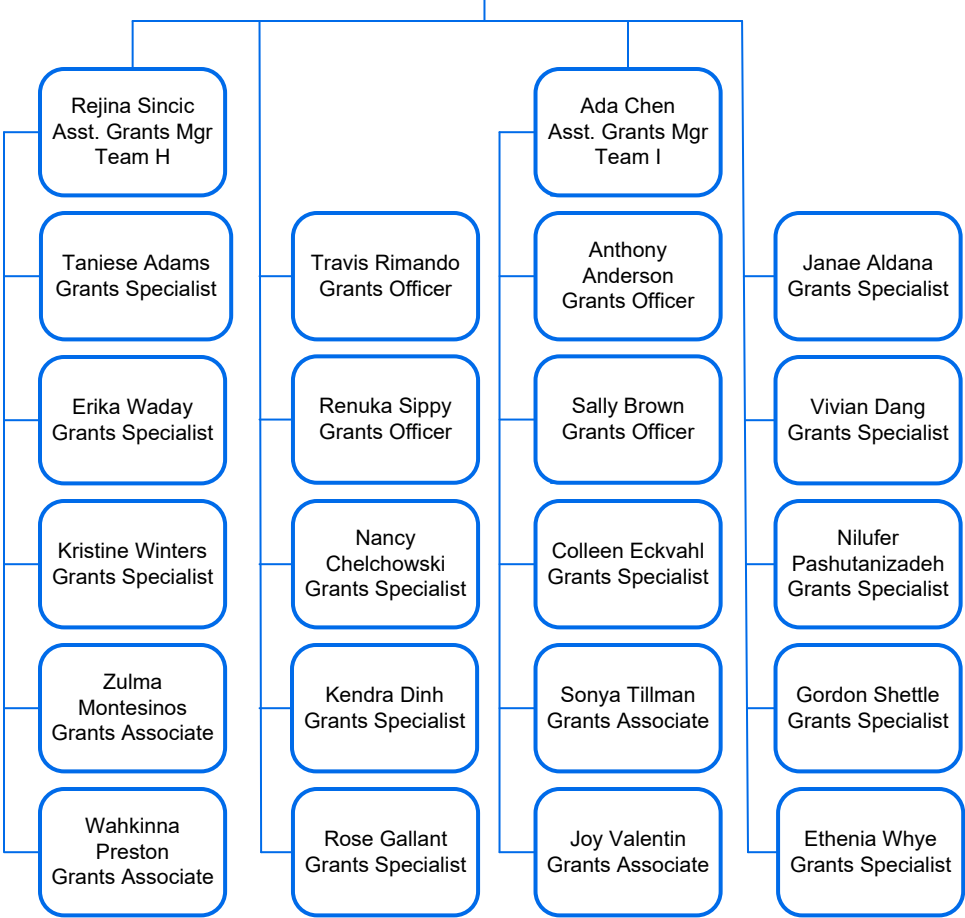 Rejina Sincic
Asst. Grants Mgr
Team H
Ada Chen
Asst. Grants Mgr
Team I
Taniese Adams
Grants Specialist
Travis Rimando
Grants Officer
Anthony
Anderson
Grants Officer
Janae Aldana
Grants Specialist
Erika Waday
Grants Specialist
Renuka Sippy
Grants Officer
Sally Brown
Grants Officer
Vivian Dang
Grants Specialist
Kristine Winters
Grants Specialist
Nancy
Chelchowski
Grants Specialist
Colleen Eckvahl
Grants Specialist
Nilufer
Pashutanizadeh
Grants Specialist
Zulma
Montesinos
Grants Associate
Kendra Dinh
Grants Specialist
Sonya Tillman
Grants Associate
Gordon Shettle
Grants Specialist
Wahkinna
Preston
Grants Associate
Rose Gallant
Grants Specialist
Joy Valentin
Grants Associate
Ethenia Whye
Grants Specialist